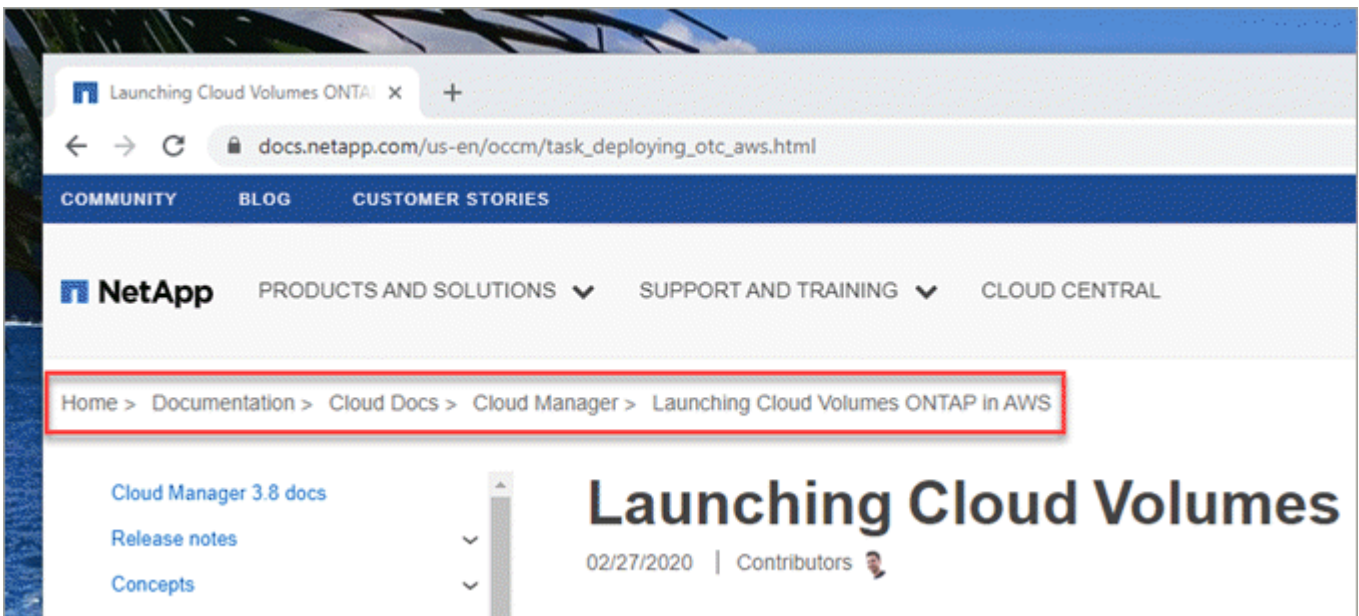 Launching Cloud Volumes ONTA
docs.netapp.com/us-en/occm/task_deploying_otc_aws.html
COMMUNITY BLOG CUSTOMER STORIES
NetApp PRODUCTS AND SOLUTIONS SUPPORT AND TRAINING CLOUD CENTRAL
Home > Documentation > Cloud Docs > Cloud Manager > Launching Cloud Volumes ONTAP in AWS
Cloud Manager 3.8 docs
Release notes
Concepts
Launching Cloud Volumes
02/27/2020 | Contributors